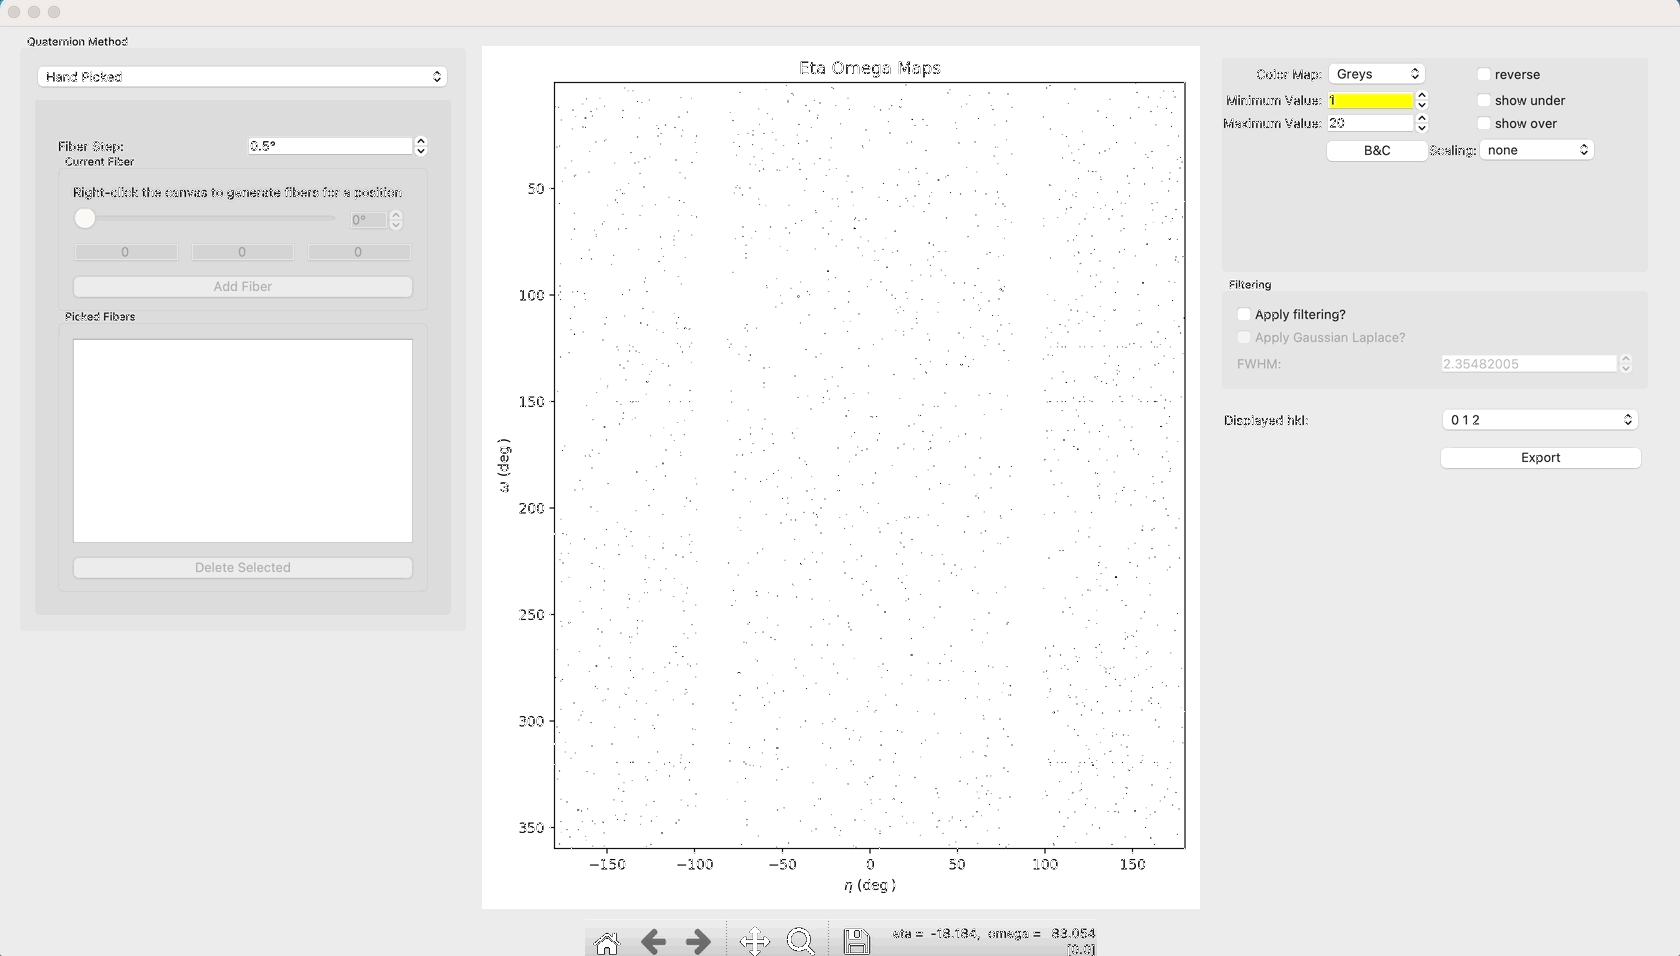 Quaternion Method
Hand Picked
Fiber Step: 0.5°
Current Fiber
Right-click the canvas to generate fibers for a position
0°
0 0 0
Add Fiber
Picked Fibers
Delete Selected
Eta Omega Maps
50
100
150
200
250
300
350
ω (deg)
−150 −100 −50 0 50 100 150
η (deg)
eta = -18.184, omega = 83.054
[0.0]
Color Map: Greys reverse
Minimum Value: 1 show under
Maximum Value: 20 show over
B&C Scaling: none
Filtering
Apply filtering?
Apply Gaussian Laplace?
FWHM: 2.35482005
Displayed hkl: 0 1 2
Export